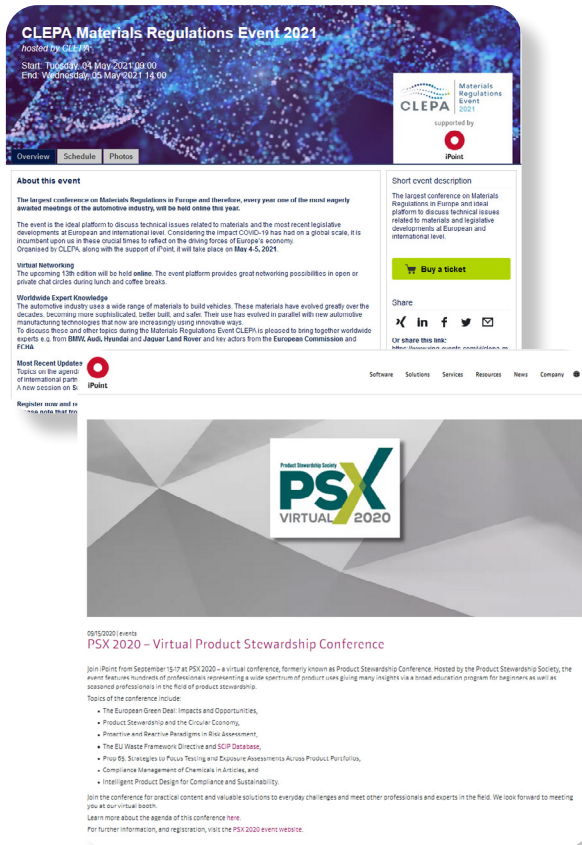 CLEPA Materials Regulations Event 2021
hosted by CLEPA
Start: Tuesday, 04 May 2021 09:00
End: Wednesday, 05 May 2021 14:00
CLEPA
Materials
Regulations
Event
2021
supported by
iPoint
Overview Schedule Photos
About this event
The largest conference on Materials Regulations in Europe and therefore, every year one of the most eagerly
awaited meetings of the automotive industry, will be held online this year.
The event is the ideal platform to discuss technical issues related to materials and the most recent legislative
developments at European and international level. Considering the impact COVID-19 has had on a global scale, it is
incumbent upon us in these crucial times to reflect on the driving forces of Europe's economy.
Organised by CLEPA, along with the support of iPoint, it will take place on May 4-5, 2021.
Virtual Networking
The upcoming 13th edition will be held online. The event platform provides great networking possibilities in open or
private chat circles during lunch and coffee breaks.
Worldwide Expert Knowledge
The automotive industry uses a wide range of materials to build vehicles. These materials have evolved greatly over the
decades, becoming more sophisticated, better built, and safer. Their use has evolved in parallel with new automotive
manufacturing technologies that now are increasingly using innovative ways.
To discuss these and other topics during the Materials Regulations Event CLEPA is pleased to bring together worldwide
experts e.g. from BMW, Audi, Hyundai and Jaguar Land Rover and key actors from the European Commission and
ECHA
Most Recent Updates
Topics on the agend
of international partn
A new session on
Register now and re
Short event description
The largest conference on Materials
Regulations in Europe and ideal
platform to discuss technical issues
related to materials and legislative
developments at European and
international level.
Buy a ticket
Share
Or share this link:
iPoint
Software Solutions Services Resources News Company
Product Stewardship Society
PSX
VIRTUAL 2020
09/15/2020 | events
PSX 2020 – Virtual Product Stewardship Conference
Join iPoint from September 15-17 at PSX 2020 – a virtual conference, formerly known as Product Stewardship Conference. Hosted by the Product Stewardship Society, the
event features hundreds of professionals representing a wide spectrum of product uses giving many insights via a broad education program for beginners as well as
seasoned professionals in the field of product stewardship.
Topics of the conference include:
• The European Green Deal: Impacts and Opportunities,
• Product Stewardship and the Circular Economy,
• Proactive and Reactive Paradigms in Risk Assessment,
• The EU Waste Framework Directive and SCIP Database,
• Prop 65: Strategies to Focus Testing and Exposure Assessments Across Product Portfolios,
• Compliance Management of Chemicals in Articles, and
• Intelligent Product Design for Compliance and Sustainability.
Join the conference for practical content and valuable solutions to everyday challenges and meet other professionals and experts in the field. We look forward to meeting
you at our virtual booth.
Learn more about the agenda of this conference here.
For further information, and registration, visit the PSX 2020 event website.